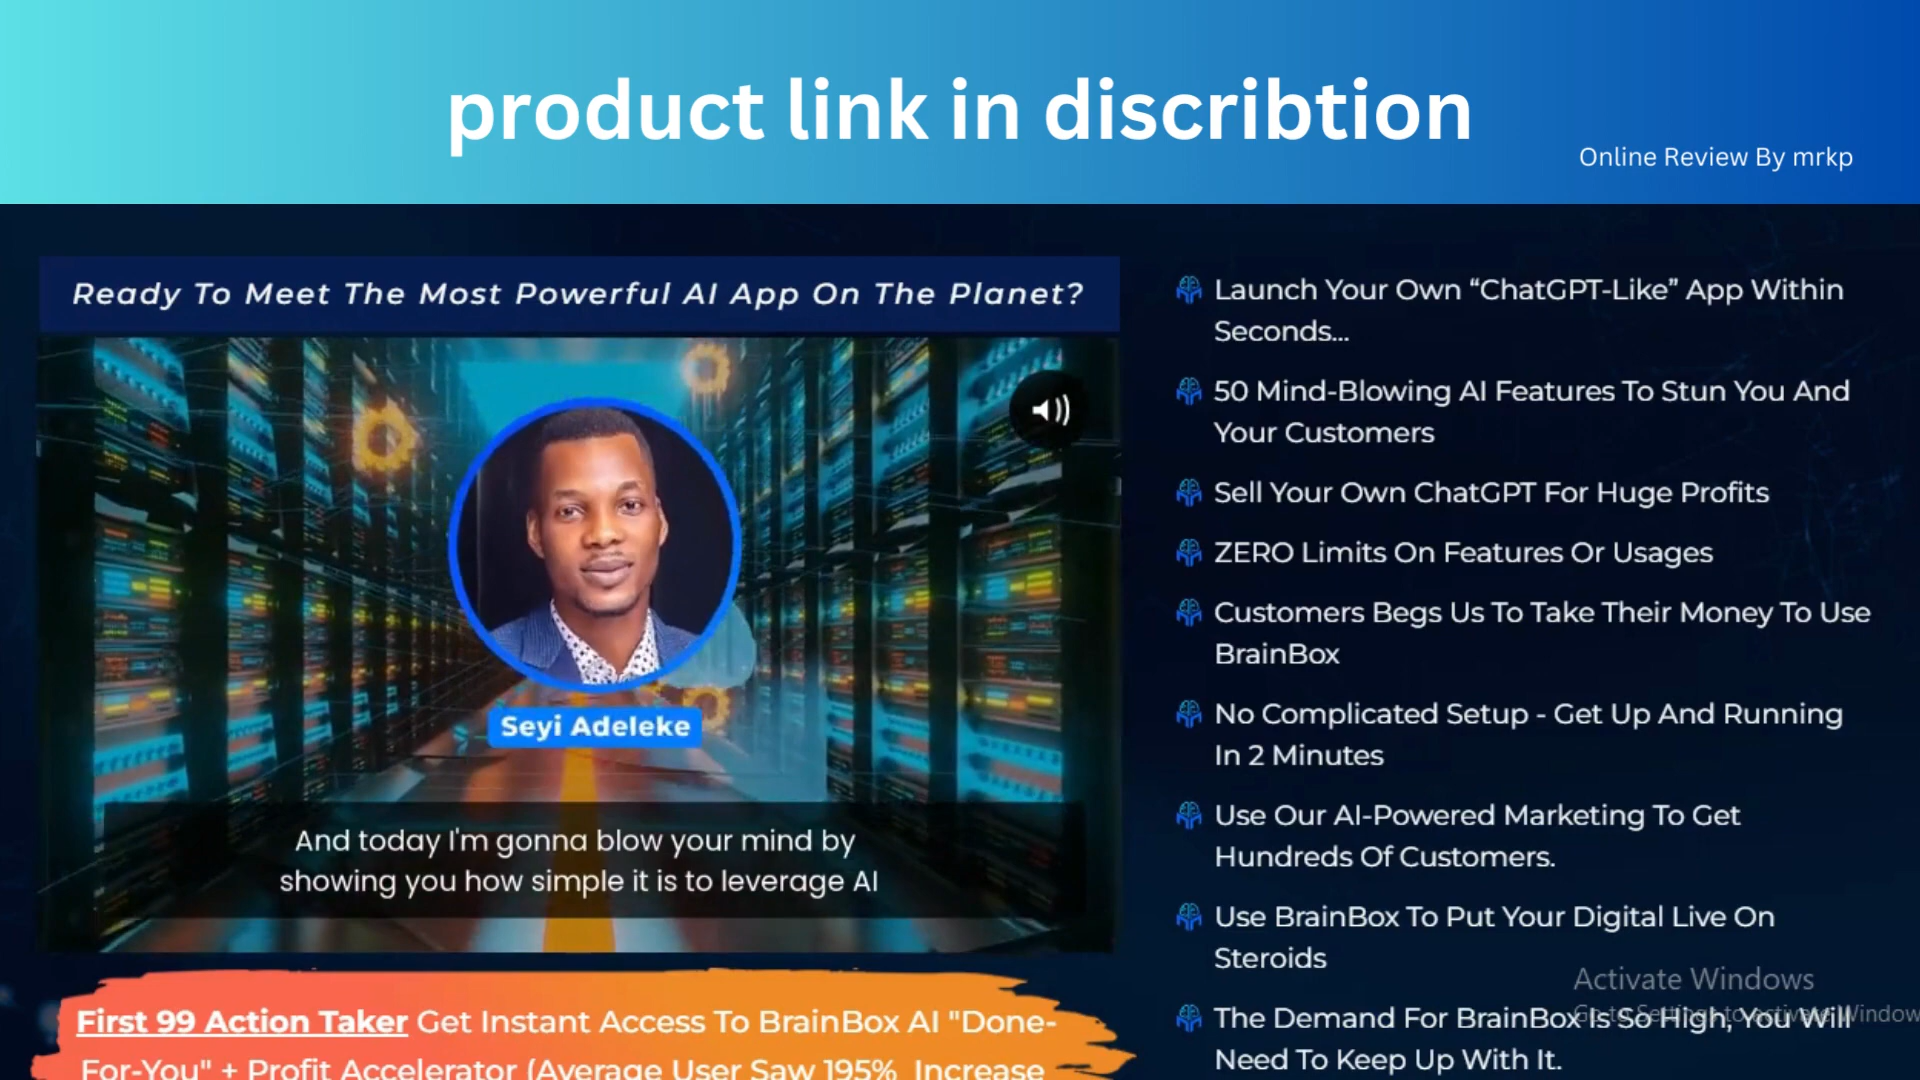 product link in discribtion
Online Review By mrkp
Ready To Meet The Most Powerful AI App On The Planet?
Seyi Adeleke
And today I'm gonna blow your mind by
showing you how simple it is to leverage AI
First 99 Action Taker Get Instant Access To BrainBox AI "Done-
For-You" + Profit Accelerator (Average User Saw 195% Increase
Launch Your Own “ChatGPT-Like” App Within
Seconds...
50 Mind-Blowing AI Features To Stun You And
Your Customers
Sell Your Own ChatGPT For Huge Profits
ZERO Limits On Features Or Usages
Customers Begs Us To Take Their Money To Use
BrainBox
No Complicated Setup - Get Up And Running
In 2 Minutes
Use Our AI-Powered Marketing To Get
Hundreds Of Customers.
Use BrainBox To Put Your Digital Live On
Steroids
The Demand For BrainBox Is So High, You Will
Need To Keep Up With It.
Activate Windows
Go to Settings to activate Window